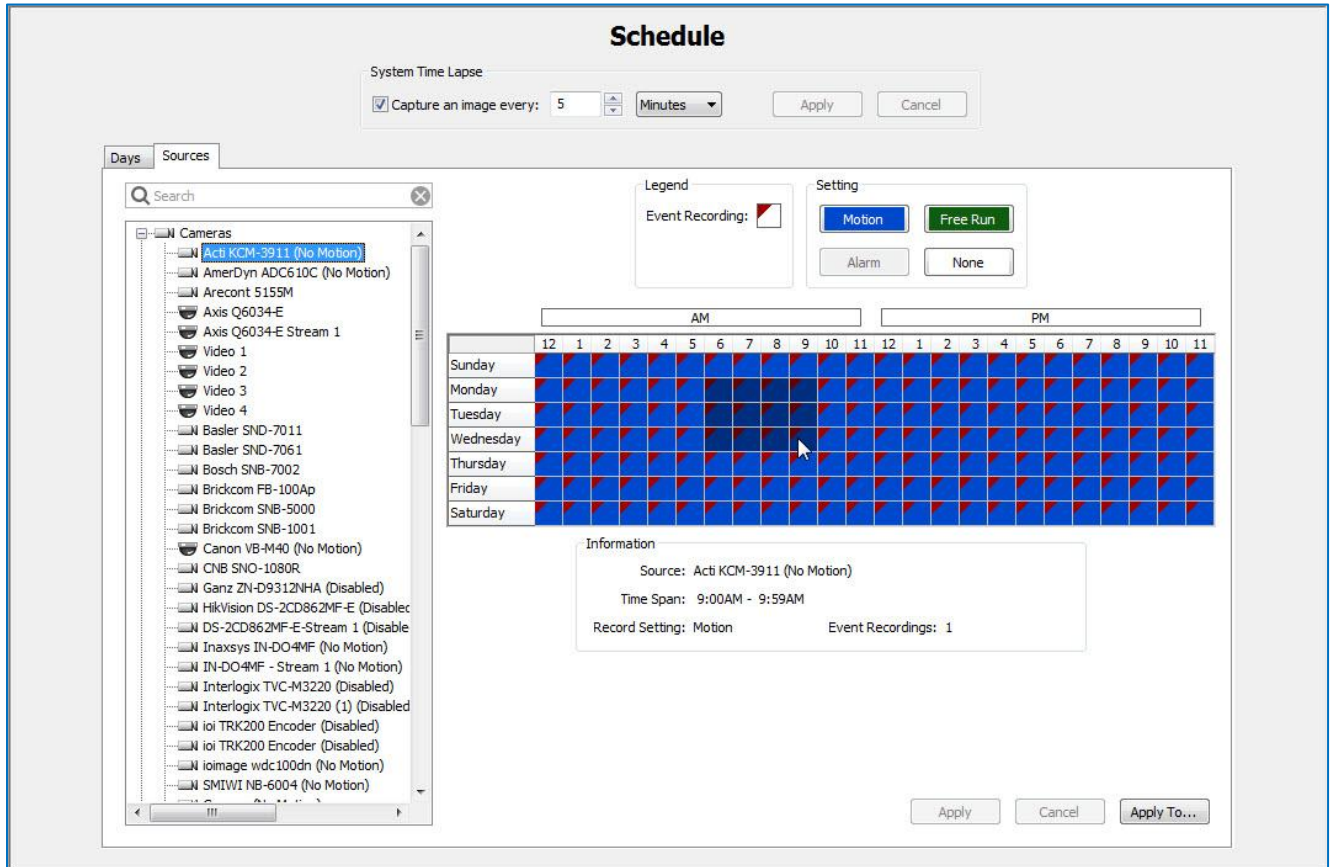 Schedule
System Time Lapse
Capture an image every: 5 Minutes Apply Cancel
Days Sources
Search
Cameras
Acti KCM-3911 (No Motion)
AmerDyn ADC610C (No Motion)
Arecont 5155M
Axis Q6034-E
Axis Q6034-E Stream 1
Video 1
Video 2
Video 3
Video 4
Basler SND-7011
Basler SND-7061
Bosch SNB-7002
Brickcom FB-100Ap
Brickcom SNB-5000
Brickcom SNB-1001
Canon VB-M40 (No Motion)
CNB SNO-1080R
Ganz ZN-D9312NHA (Disabled)
HikVision DS-2CD862MF-E (Disablec
DS-2CD862MF-E-Stream 1 (Disable
Inaxsys IN-DO4MF (No Motion)
IN-DO4MF - Stream 1 (No Motion)
Interlogix TVC-M3220 (Disabled)
Interlogix TVC-M3220 (1) (Disabled
ioi TRK200 Encoder (Disabled)
ioi TRK200 Encoder (Disabled)
ioimage wdc100dn (No Motion)
SMIWI NB-6004 (No Motion)
Legend
Event Recording:
Setting
Motion Free Run
Alarm None
AM PM
12 1 2 3 4 5 6 7 8 9 10 11 12 1 2 3 4 5 6 7 8 9 10 11
Sunday
Monday
Tuesday
Wednesday
Thursday
Friday
Saturday
Information
Source: Acti KCM-3911 (No Motion)
Time Span: 9:00AM - 9:59AM
Record Setting: Motion Event Recordings: 1
Apply Cancel Apply To...